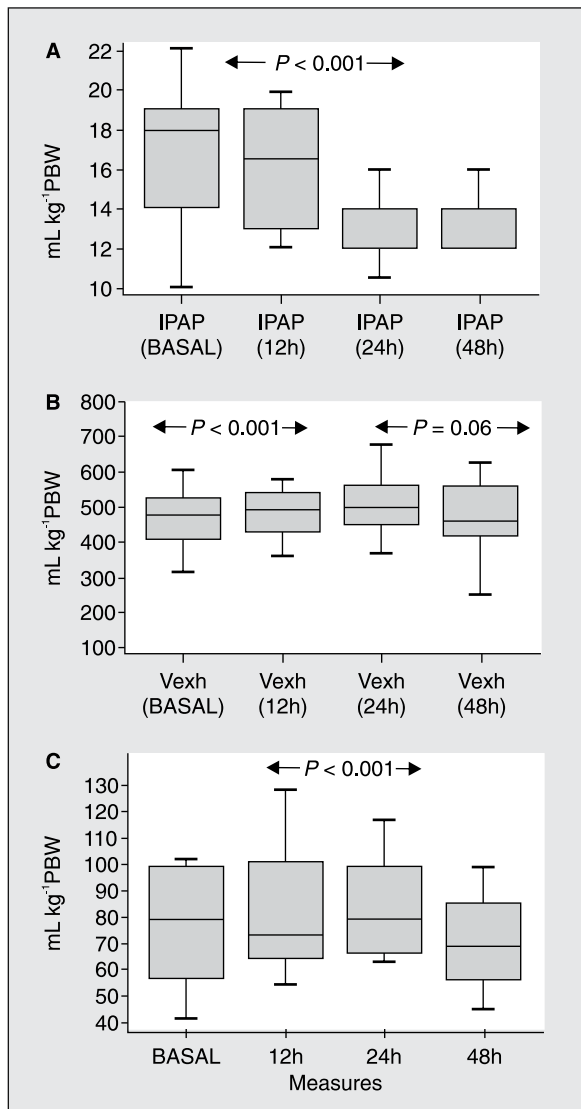 A
P < 0.001
mL kg⁻¹PBW
22
20
18
16
14
12
10
IPAP IPAP IPAP IPAP
(BASAL) (12h) (24h) (48h)
B
P < 0.001 P = 0.06
mL kg⁻¹PBW
800
700
600
500
400
300
200
100
Vexh Vexh Vexh Vexh
(BASAL) (12h) (24h) (48h)
C
P < 0.001
mL kg⁻¹PBW
130
120
110
100
90
80
70
60
50
40
BASAL 12h 24h 48h
Measures